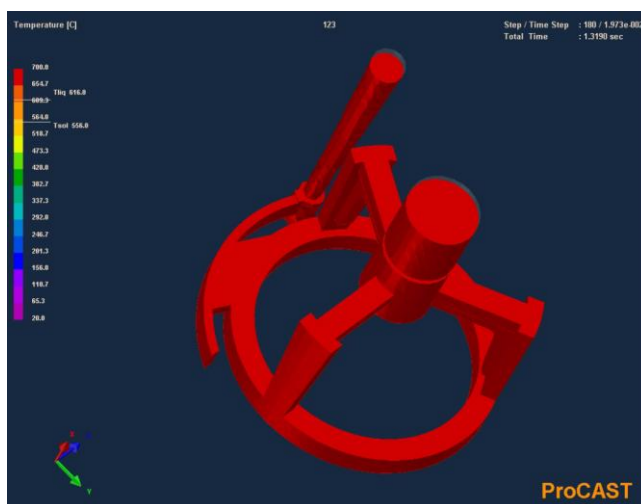 Temperature [C]
123
Step / Time Step : 180 / 1.973e-002
Total Time : 1.3198 sec
700.0
654.7
Tliq 616.0
609.3
564.0
Tsol 556.0
518.7
473.3
428.0
382.7
337.3
292.0
246.7
201.3
156.0
110.7
65.3
20.0
X
Y
ProCAST